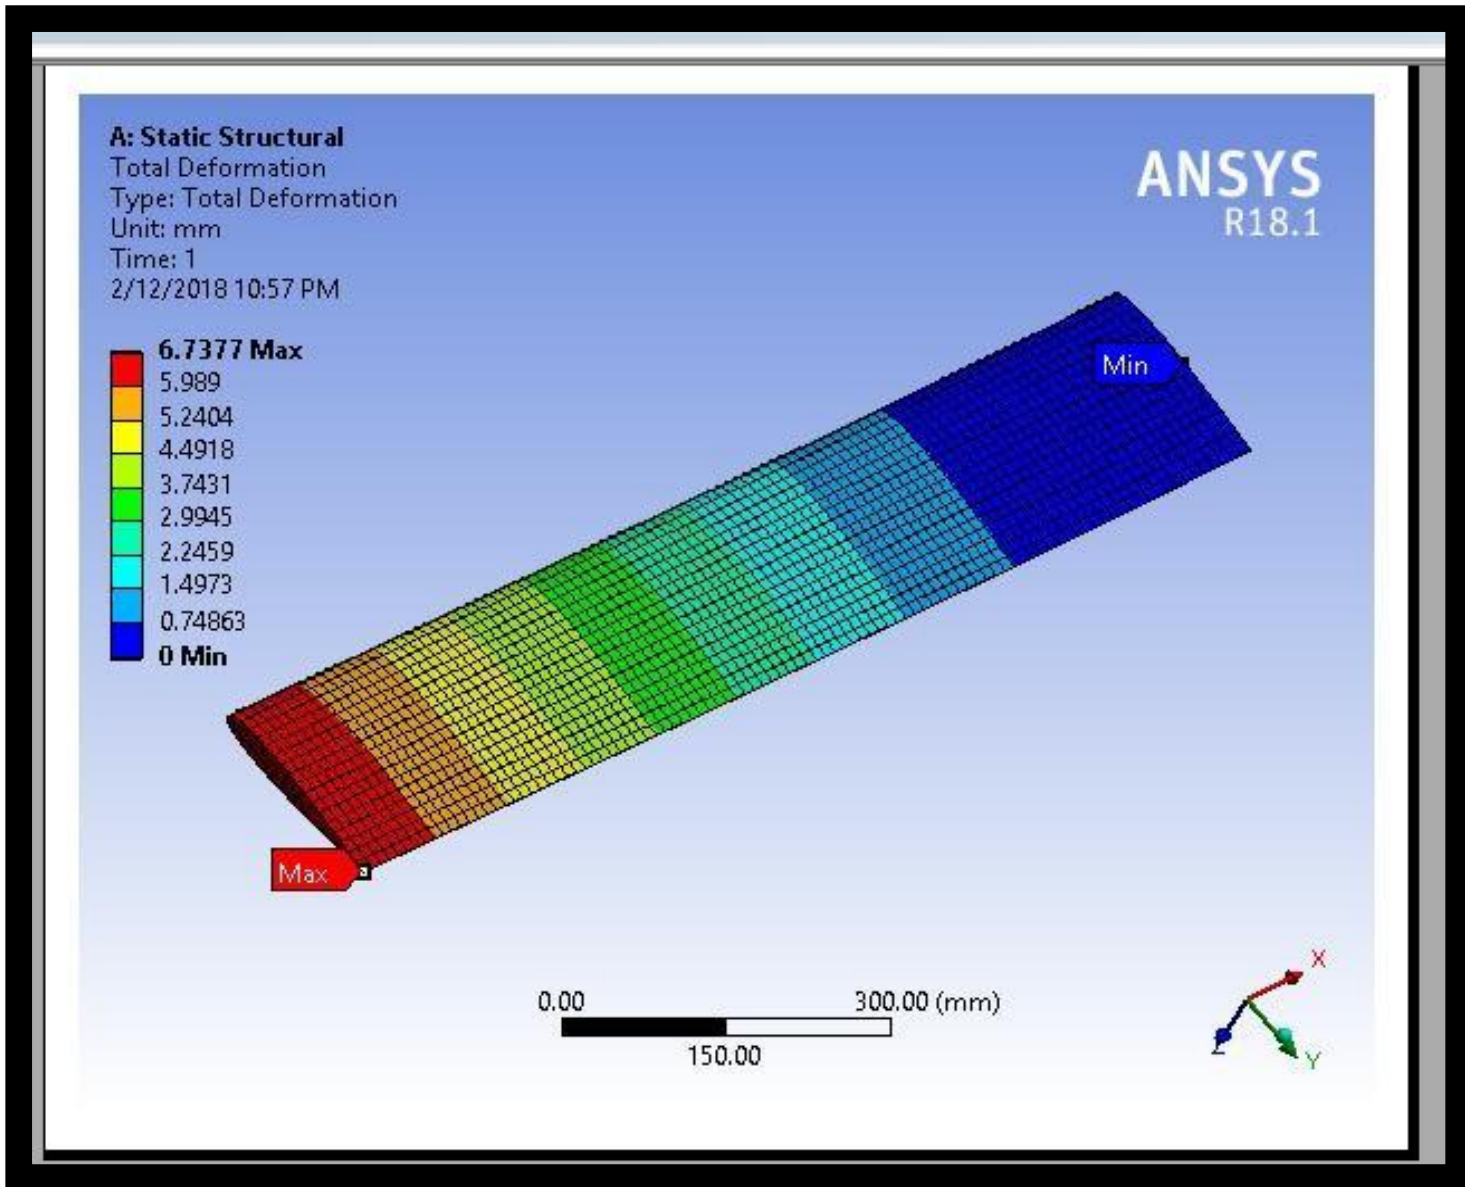 A: Static Structural
Total Deformation
Type: Total Deformation
Unit: mm
Time: 1
2/12/2018 10:57 PM
ANSYS
R18.1
6.7377 Max
5.989
5.2404
4.4918
3.7431
2.9945
2.2459
1.4973
0.74863
0 Min
Min
Max
0.00
300.00 (mm)
150.00
X
Y
Z